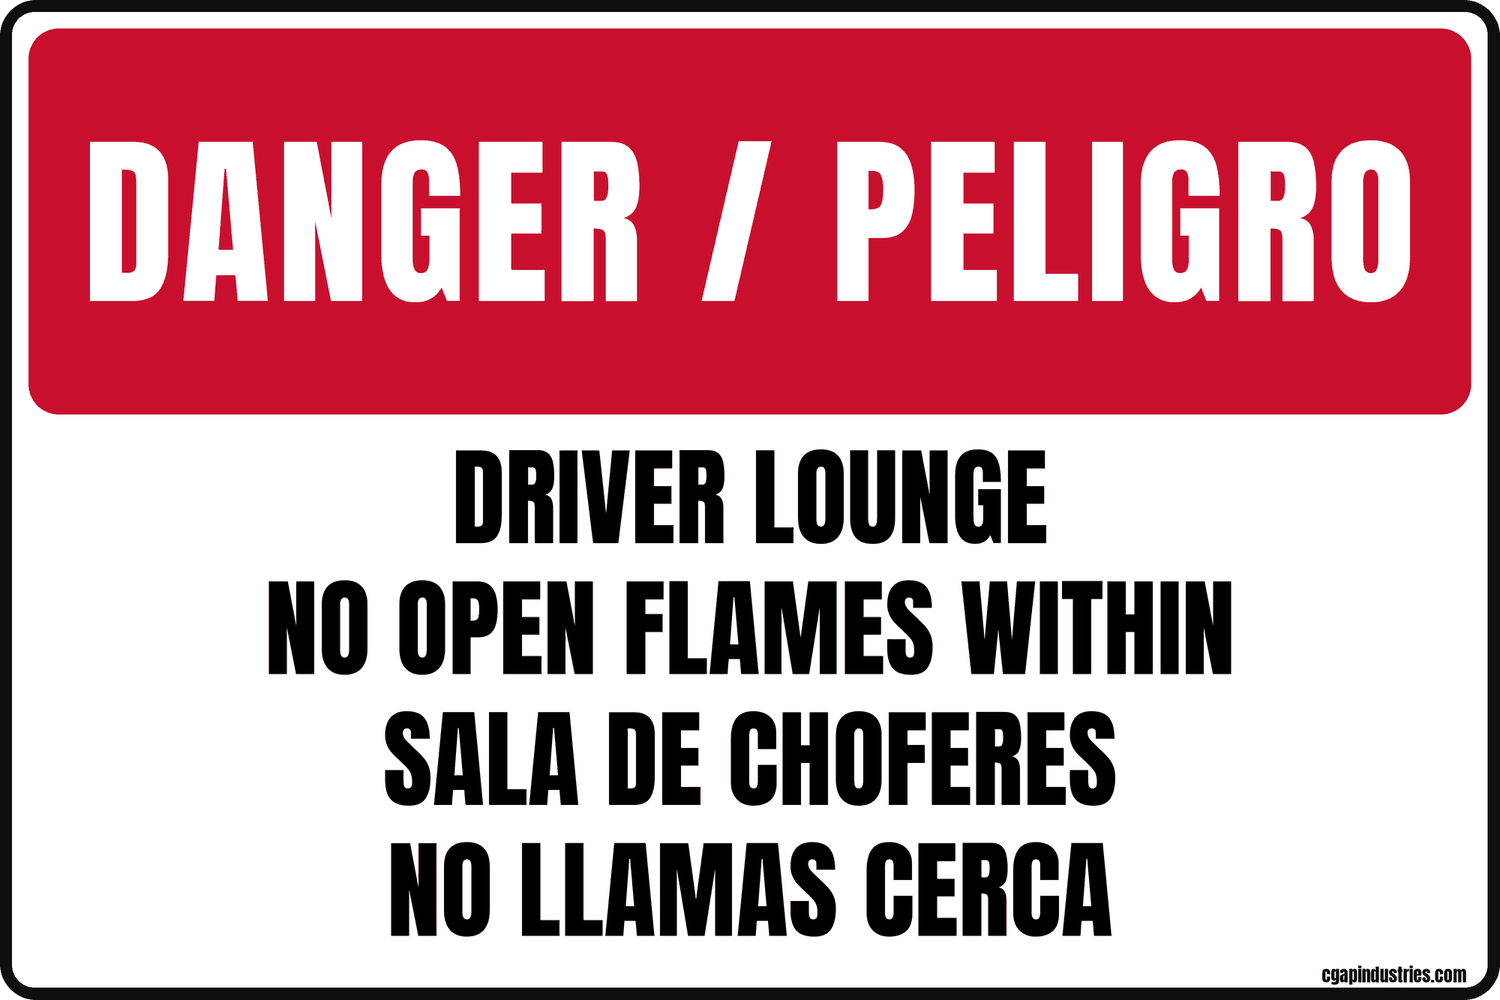 DANGER / PELIGRO
DRIVER LOUNGE
NO OPEN FLAMES WITHIN
SALA DE CHOFERES
NO LLAMAS CERCA
cgapindustries.com